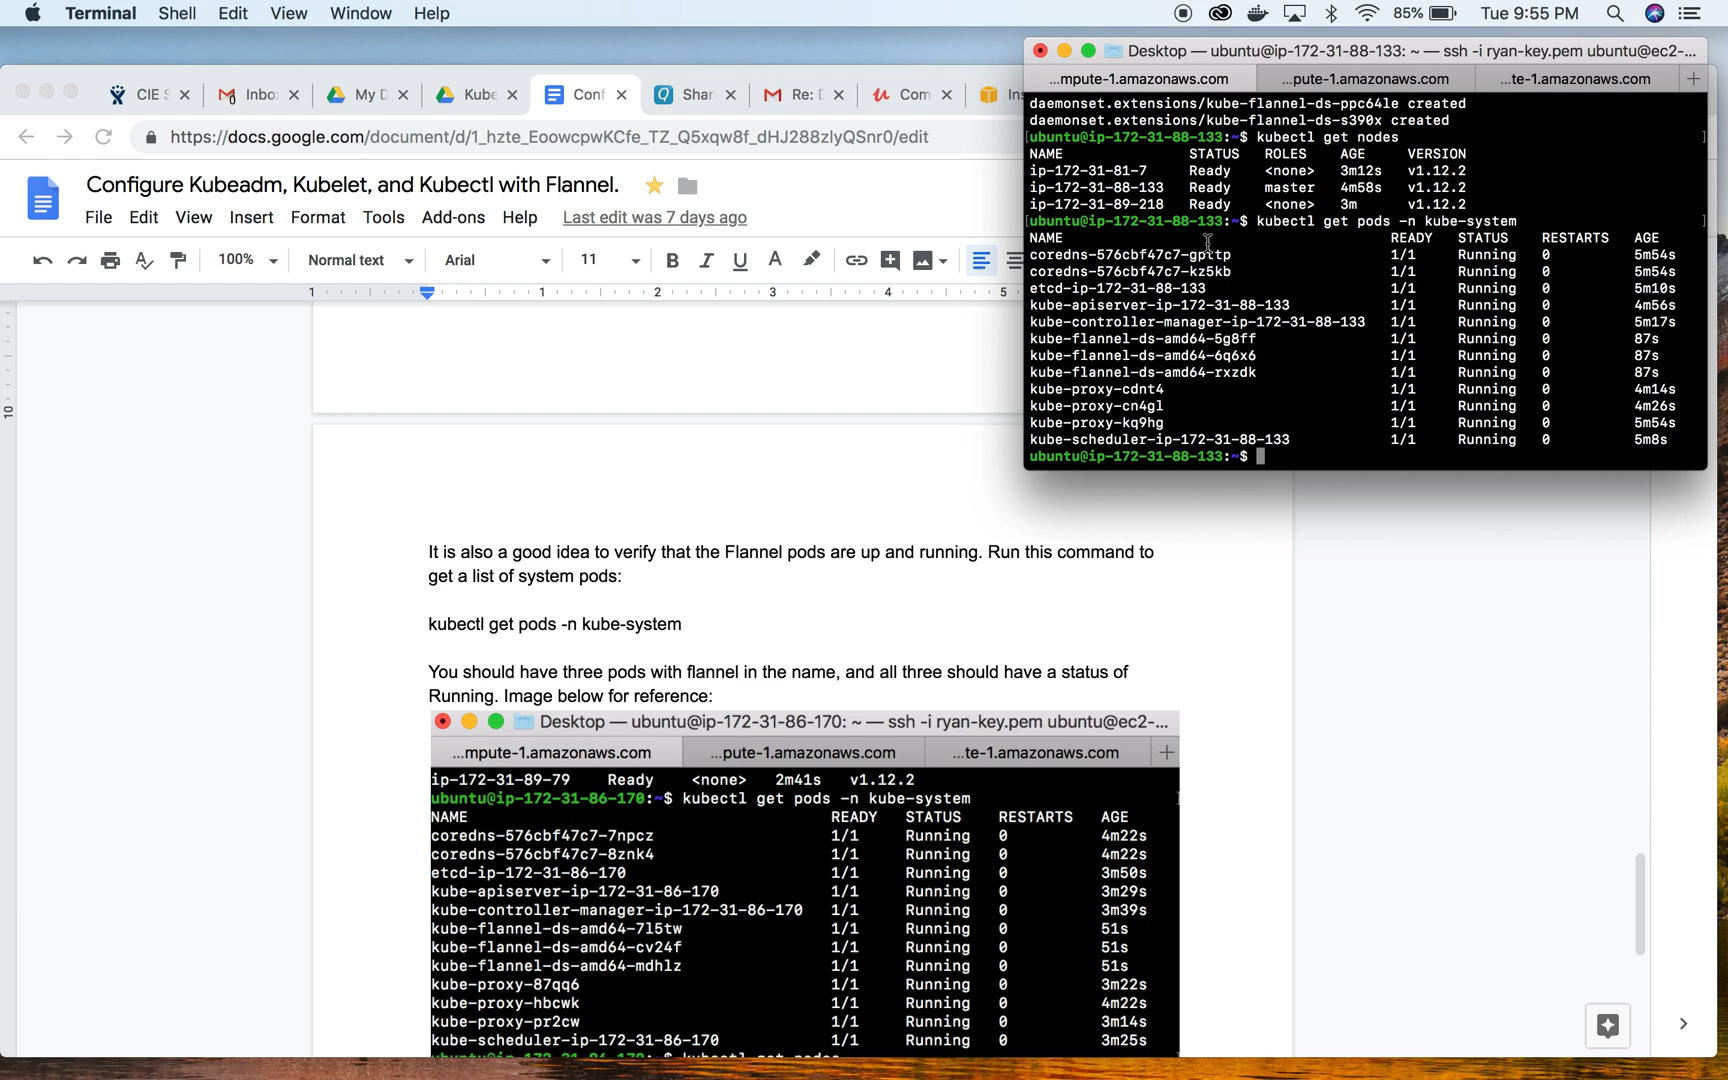 Terminal Shell Edit View Window Help 85% Tue 9:55 PM
Desktop — ubuntu@ip-172-31-88-133: ~ — ssh -i ryan-key.pem ubuntu@ec2-...
...mpute-1.amazonaws.com ...pute-1.amazonaws.com ...te-1.amazonaws.com +
daemonset.extensions/kube-flannel-ds-ppc64le created
daemonset.extensions/kube-flannel-ds-s390x created
[ubuntu@ip-172-31-88-133:~$ kubectl get nodes ]
NAME STATUS ROLES AGE VERSION
ip-172-31-81-7 Ready <none> 3m12s v1.12.2
ip-172-31-88-133 Ready master 4m58s v1.12.2
ip-172-31-89-218 Ready <none> 3m v1.12.2
[ubuntu@ip-172-31-88-133:~$ kubectl get pods -n kube-system ]
NAME READY STATUS RESTARTS AGE
coredns-576cbf47c7-gpttp 1/1 Running 0 5m54s
coredns-576cbf47c7-kz5kb 1/1 Running 0 5m54s
etcd-ip-172-31-88-133 1/1 Running 0 5m10s
kube-apiserver-ip-172-31-88-133 1/1 Running 0 4m56s
kube-controller-manager-ip-172-31-88-133 1/1 Running 0 5m17s
kube-flannel-ds-amd64-5g8ff 1/1 Running 0 87s
kube-flannel-ds-amd64-6q6x6 1/1 Running 0 87s
kube-flannel-ds-amd64-rxzdk 1/1 Running 0 87s
kube-proxy-cdnt4 1/1 Running 0 4m14s
kube-proxy-cn4gl 1/1 Running 0 4m26s
kube-proxy-kq9hg 1/1 Running 0 5m54s
kube-scheduler-ip-172-31-88-133 1/1 Running 0 5m8s
ubuntu@ip-172-31-88-133:~$
CIE S Inbo My D Kube Conf Shar Re: D Com Ins
https://docs.google.com/document/d/1_hzte_EoowcpwKCfe_TZ_Q5xqw8f_dHJ288zlyQSnr0/edit
Configure Kubeadm, Kubelet, and Kubectl with Flannel.
File Edit View Insert Format Tools Add-ons Help Last edit was 7 days ago
100% Normal text Arial 11 B I U A
1 1 2 3 4 5
10
It is also a good idea to verify that the Flannel pods are up and running. Run this command to
get a list of system pods:
kubectl get pods -n kube-system
You should have three pods with flannel in the name, and all three should have a status of
Running. Image below for reference:
Desktop — ubuntu@ip-172-31-86-170: ~ — ssh -i ryan-key.pem ubuntu@ec2-...
...mpute-1.amazonaws.com ...pute-1.amazonaws.com ...te-1.amazonaws.com +
ip-172-31-89-79 Ready <none> 2m41s v1.12.2
ubuntu@ip-172-31-86-170:~$ kubectl get pods -n kube-system ]
NAME READY STATUS RESTARTS AGE
coredns-576cbf47c7-7npcz 1/1 Running 0 4m22s
coredns-576cbf47c7-8znk4 1/1 Running 0 4m22s
etcd-ip-172-31-86-170 1/1 Running 0 3m50s
kube-apiserver-ip-172-31-86-170 1/1 Running 0 3m29s
kube-controller-manager-ip-172-31-86-170 1/1 Running 0 3m39s
kube-flannel-ds-amd64-7l5tw 1/1 Running 0 51s
kube-flannel-ds-amd64-cv24f 1/1 Running 0 51s
kube-flannel-ds-amd64-mdhlz 1/1 Running 0 51s
kube-proxy-87qq6 1/1 Running 0 3m22s
kube-proxy-hbcwk 1/1 Running 0 4m22s
kube-proxy-pr2cw 1/1 Running 0 3m14s
kube-scheduler-ip-172-31-86-170 1/1 Running 0 3m25s